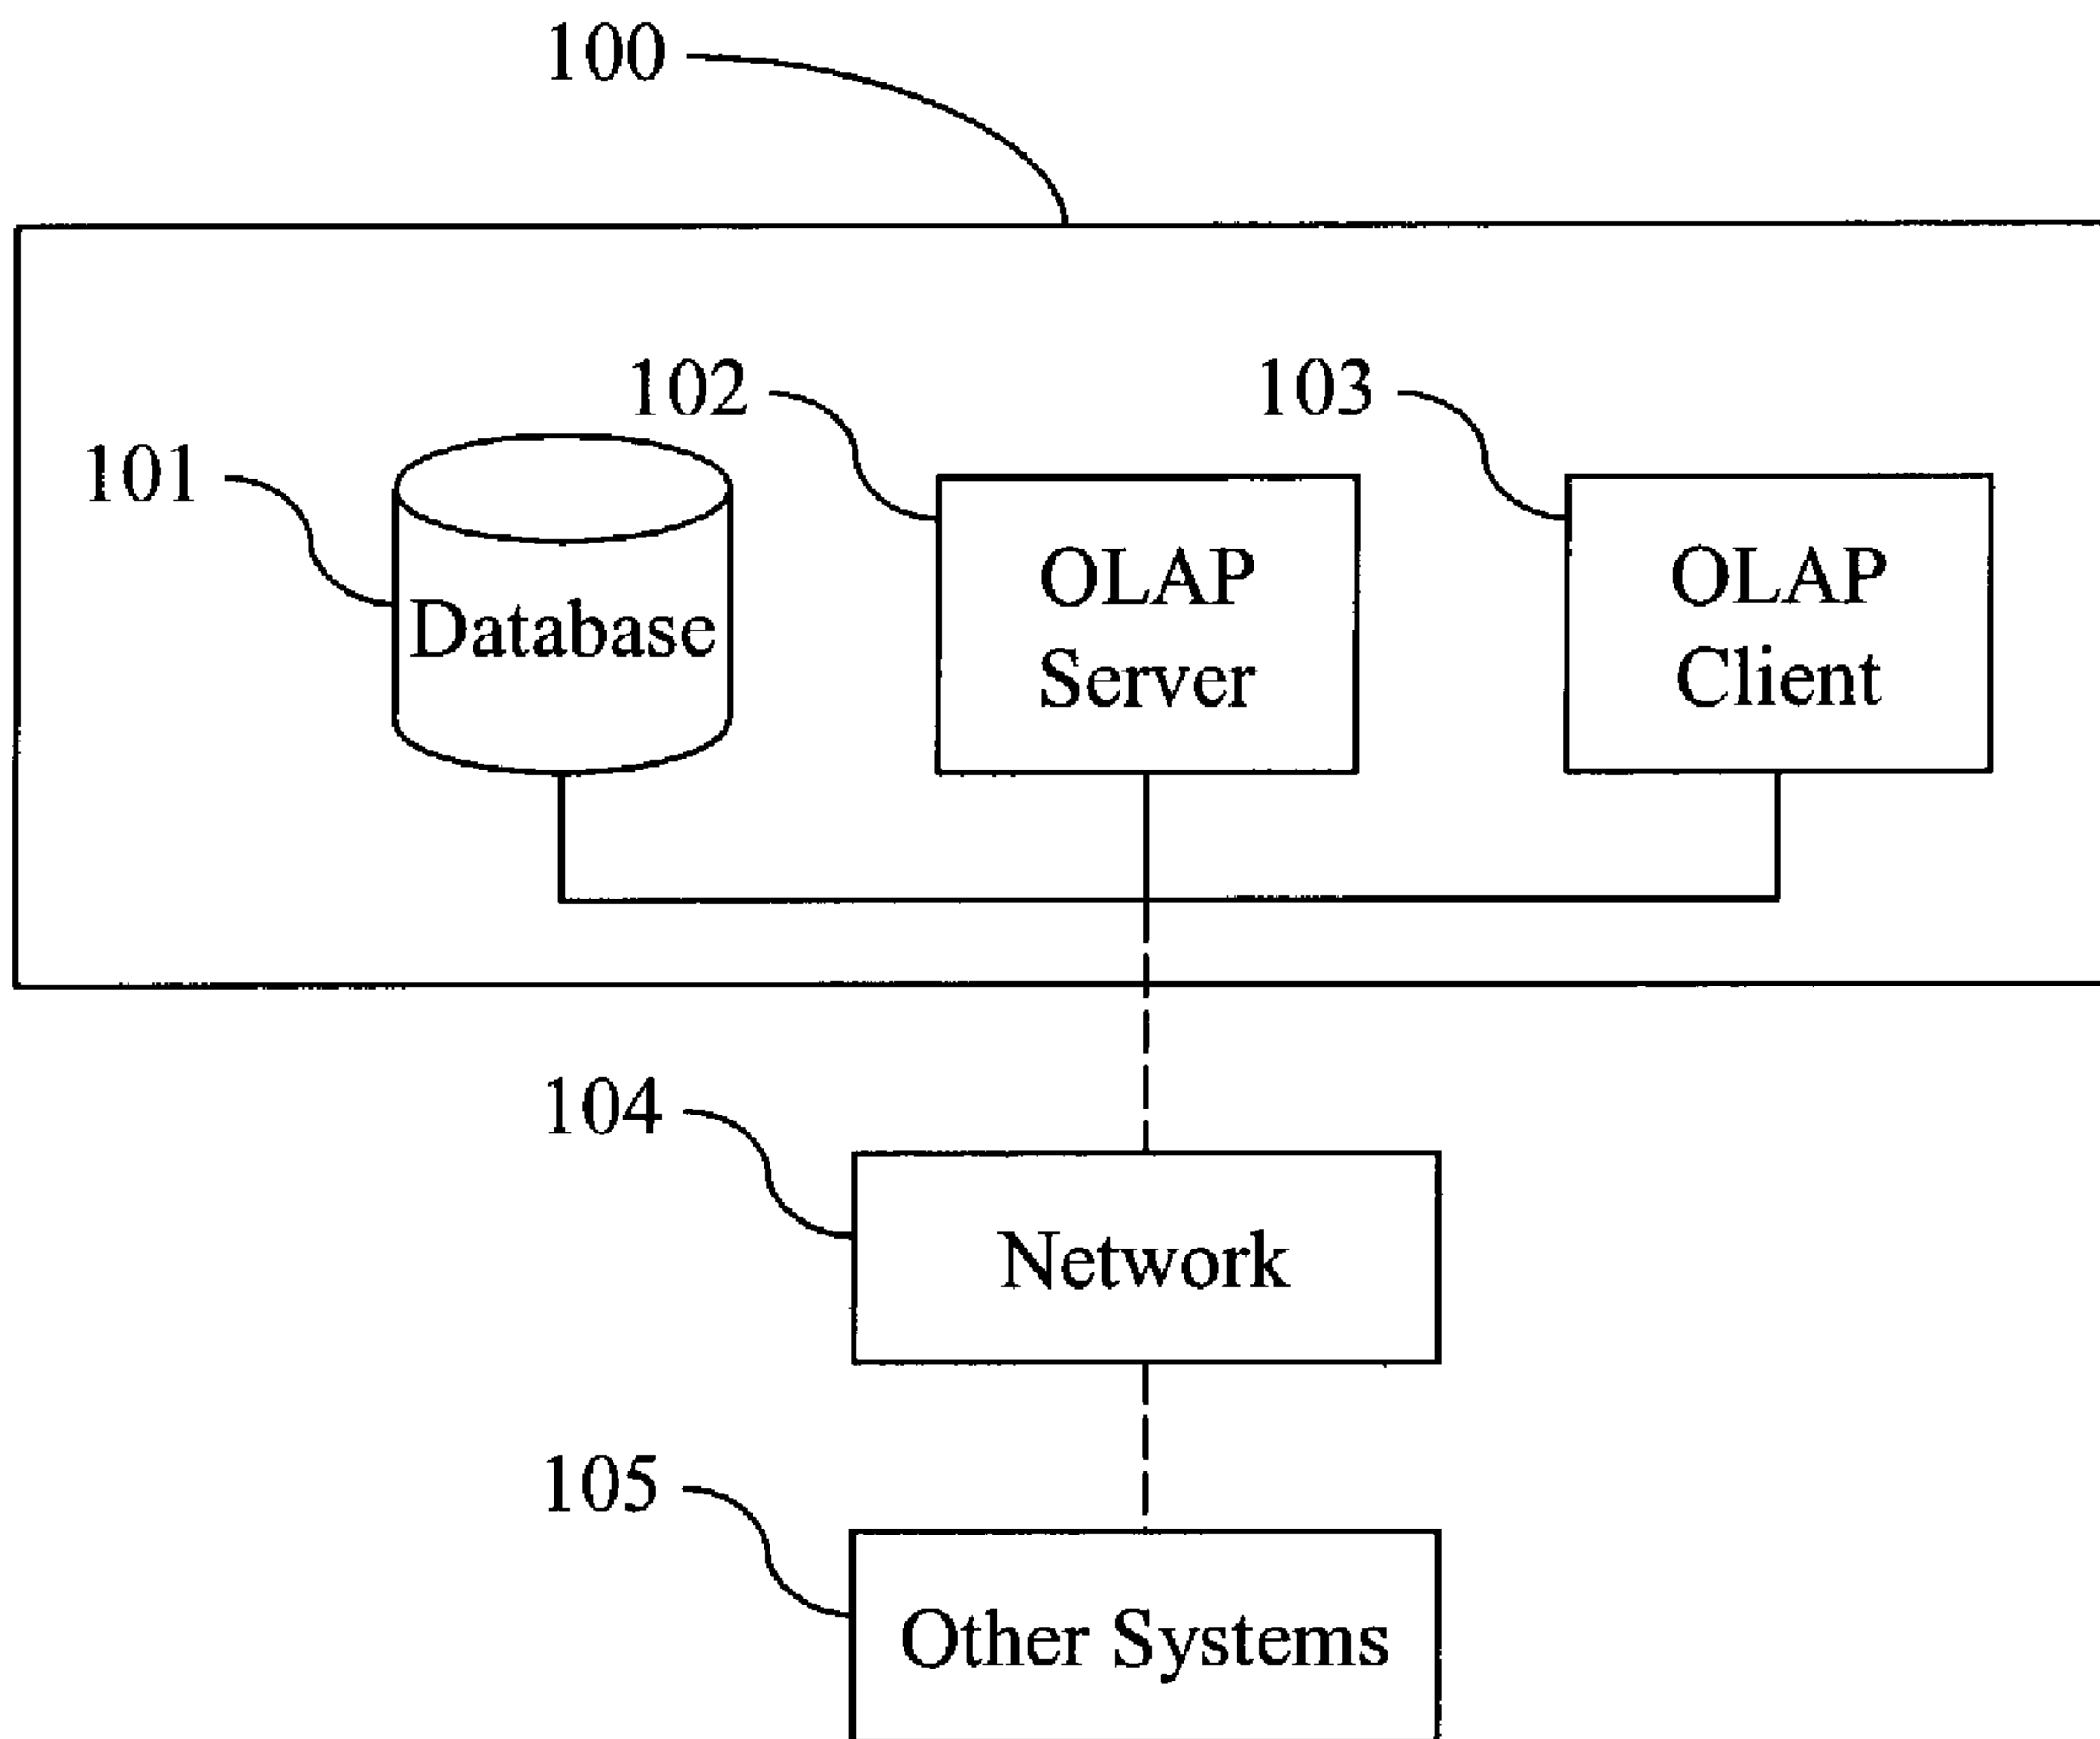 100
102
103
101
Database
OLAP
Server
OLAP
Client
104
Network
105
Other Systems